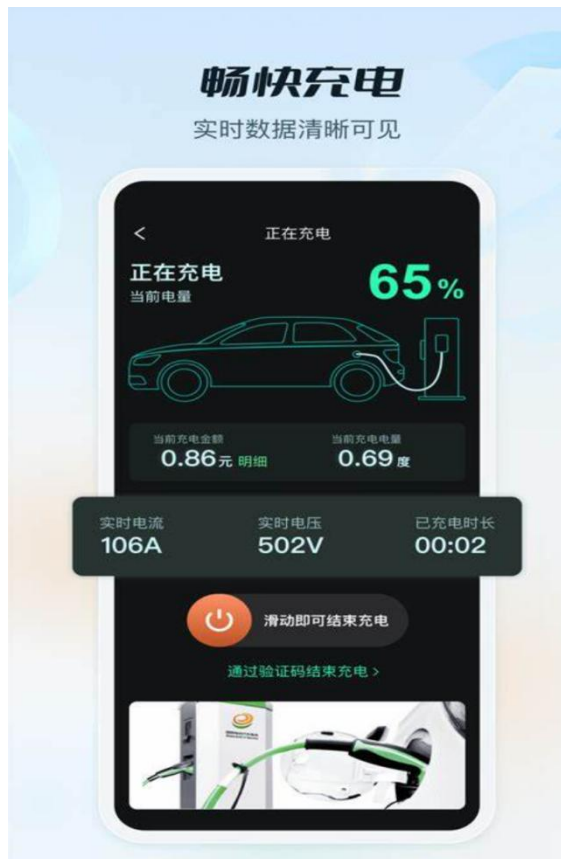 畅快充电
实时数据清晰可见
正在充电
正在充电
当前电量
65%
当前充电金额 当前充电电量
0.86元 明细 0.69度
实时电流 实时电压 已充电时长
106A 502V 00:02
滑动即可结束充电
通过验证码结束充电 >